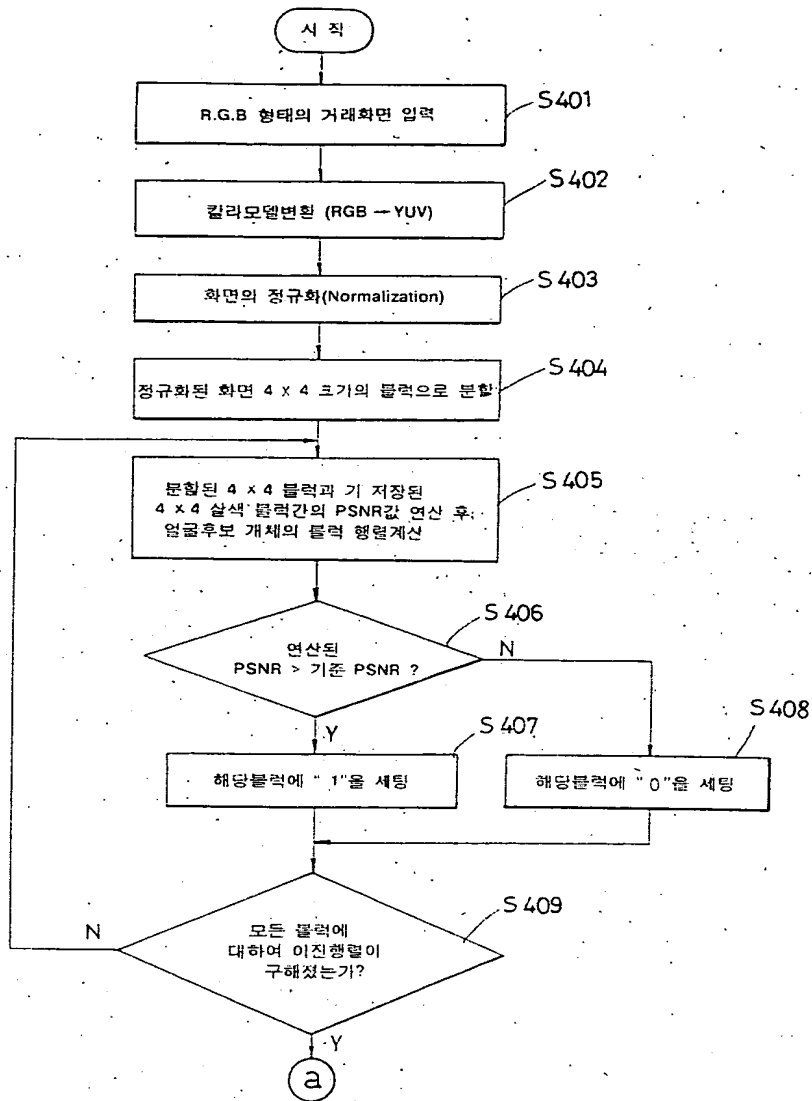 시 작
R.G.B 형태의 거래화면 입력
S401
칼라모델변환 (RGB → YUV)
S402
화면의 정규화(Normalization)
S403
정규화된 화면 4 x 4 크기의 블럭으로 분할
S404
분할된 4 x 4 블럭과 기 저장된
4 x 4 살색 블럭간의 PSNR값 연산 후,
얼굴후보 개체의 블럭 행렬계산
S405
연산된
PSNR > 기준 PSNR ?
S406
N
Y
S407
S408
해당블럭에 " 1"을 세팅
해당블럭에 " 0"을 세팅
모든 블럭에
대하여 이진행렬이
구해졌는가?
S409
N
Y
a